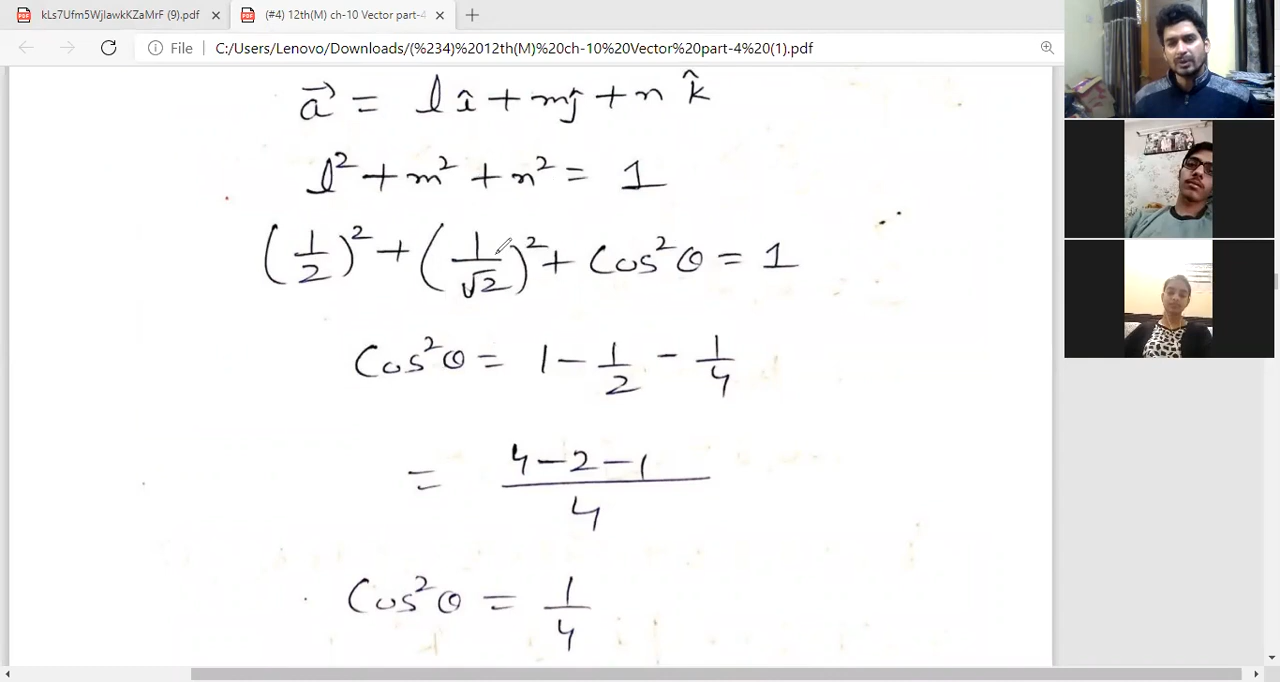 kLs7Ufm5WjlawkKZaMrF (9).pdf
(#4) 12th(M) ch-10 Vector part-4
File | C:/Users/Lenovo/Downloads/(%234)%2012th(M)%20ch-10%20Vector%20part-4%20(1).pdf
a⃗ = lî + mĵ + n k̂
l² + m² + n² = 1
(1/2)² + (1/√2)² + Cos²θ = 1
Cos²θ = 1 - 1/2 - 1/4
= (4-2-1)/4
Cos²θ = 1/4